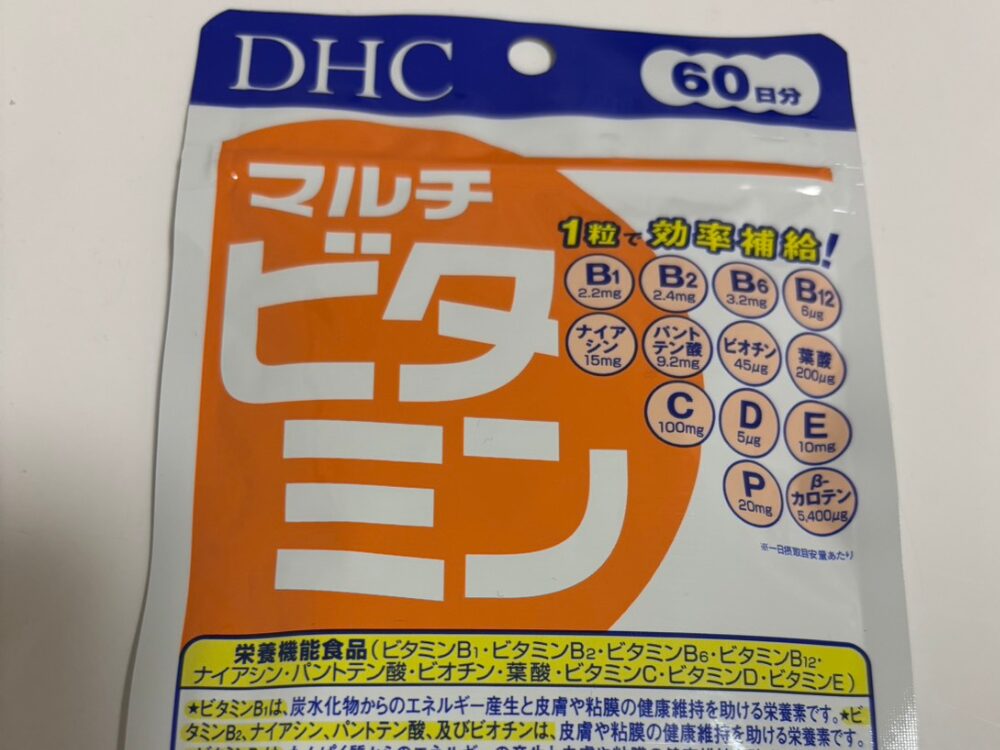 DHC
60日分
マルチ
ビタ
ミン
1粒で効率補給!
B1 2.2mg
B2 2.4mg
B6 3.2mg
B12 6μg
ナイアシン 15mg
パントテン酸 9.2mg
ビオチン 45μg
葉酸 200μg
C 100mg
D 5μg
E 10mg
P 20mg
β-カロテン 5,400μg
※一日摂取目安量あたり
栄養機能食品(ビタミンB1・ビタミンB2・ビタミンB6・ビタミンB12・
ナイアシン・パントテン酸・ビオチン・葉酸・ビタミンC・ビタミンD・ビタミンE)
★ビタミンB1は、炭水化物からのエネルギー産生と皮膚や粘膜の健康維持を助ける栄養素です。★ビ
タミンB2、ナイアシン、パントテン酸、及びビオチンは、皮膚や粘膜の健康維持を助ける栄養素です。